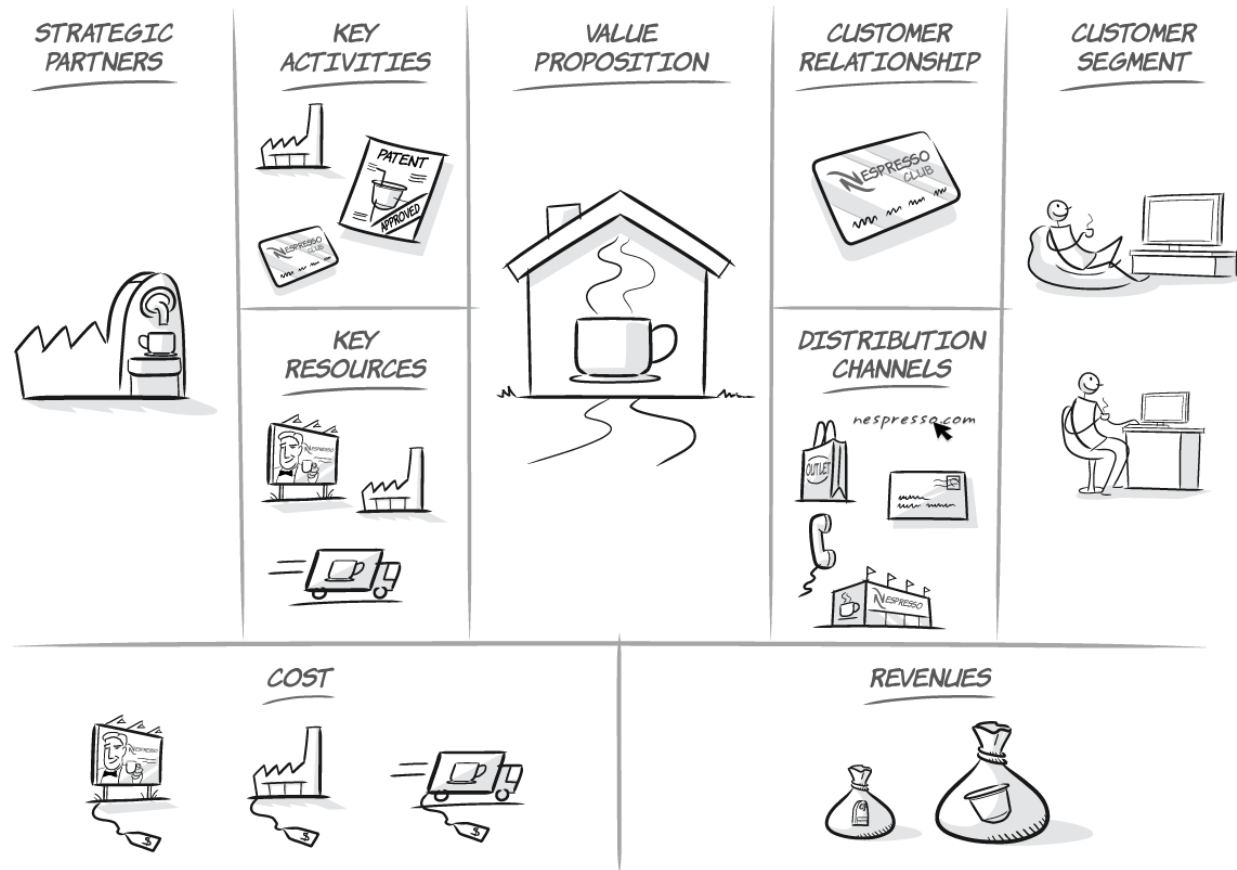 STRATEGIC
PARTNERS
KEY
ACTIVITIES
VALUE
PROPOSITION
CUSTOMER
RELATIONSHIP
CUSTOMER
SEGMENT
PATENT
APPROVED
NESPRESSO
CLUB
NESPRESSO
CLUB
KEY
RESOURCES
NESPRESSO
DISTRIBUTION
CHANNELS
nespresso.com
OUTLET
NESPRESSO
COST
NESPRESSO
$
$
$
REVENUES